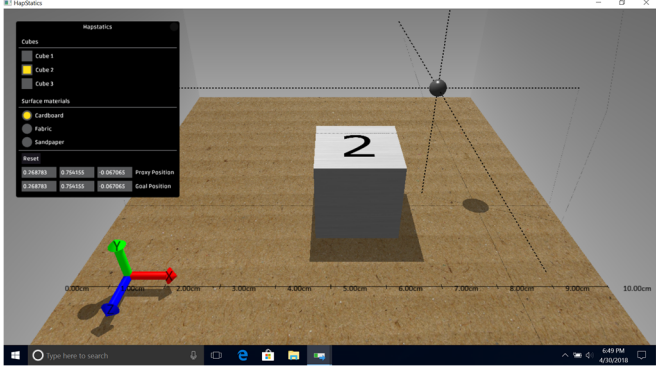 HapStatics
Hapstatics
Cubes
Cube 1
Cube 2
Cube 3
Surface materials
Cardboard
Fabric
Sandpaper
Reset
0.268783 0.754155 -0.067065 Proxy Position
0.268783 0.754155 -0.067065 Goal Position
2
Y
X
Z
0.00cm 1.00cm 2.00cm 3.00cm 4.00cm 5.00cm 6.00cm 7.00cm 8.00cm 9.00cm 10.00cm
Type here to search
6:49 PM
4/30/2018